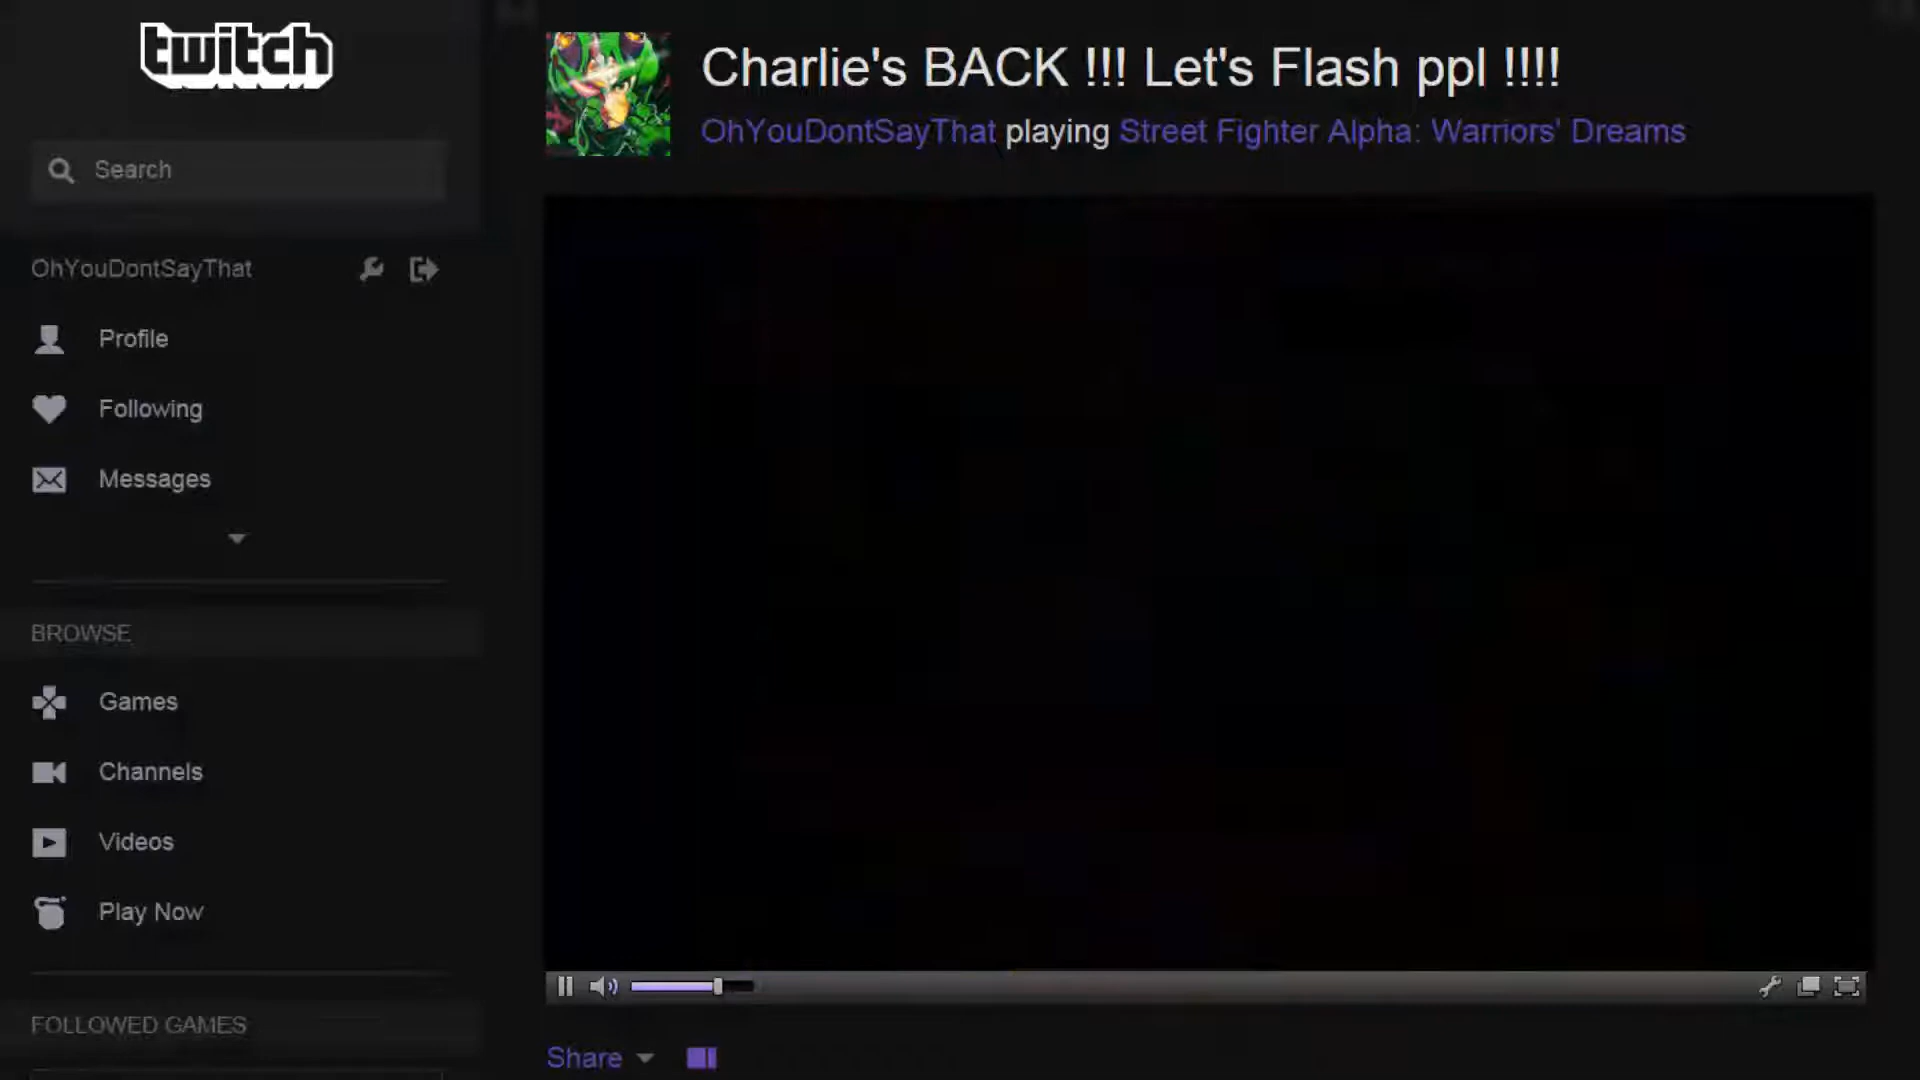 twitch
Search
OhYouDontSayThat
Profile
Following
Messages
BROWSE
Games
Channels
Videos
Play Now
FOLLOWED GAMES
Charlie's BACK !!! Let's Flash ppl !!!!
OhYouDontSayThat playing Street Fighter Alpha: Warriors' Dreams
Share